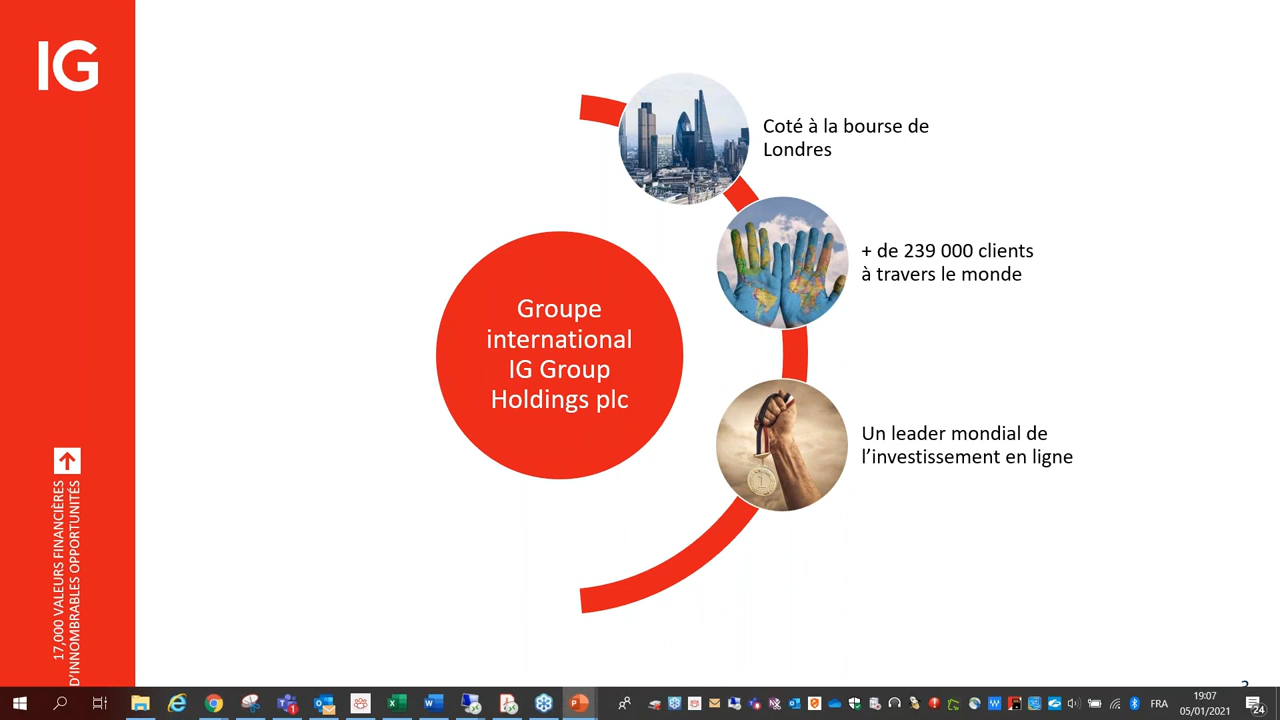 IG
Coté à la bourse de
Londres
+ de 239 000 clients
à travers le monde
Groupe
international
IG Group
Holdings plc
Un leader mondial de
l’investissement en ligne
17,000 VALEURS FINANCIÈRES
D’INNOMBRABLES OPPORTUNITÉS
FRA
19:07
05/01/2021
24